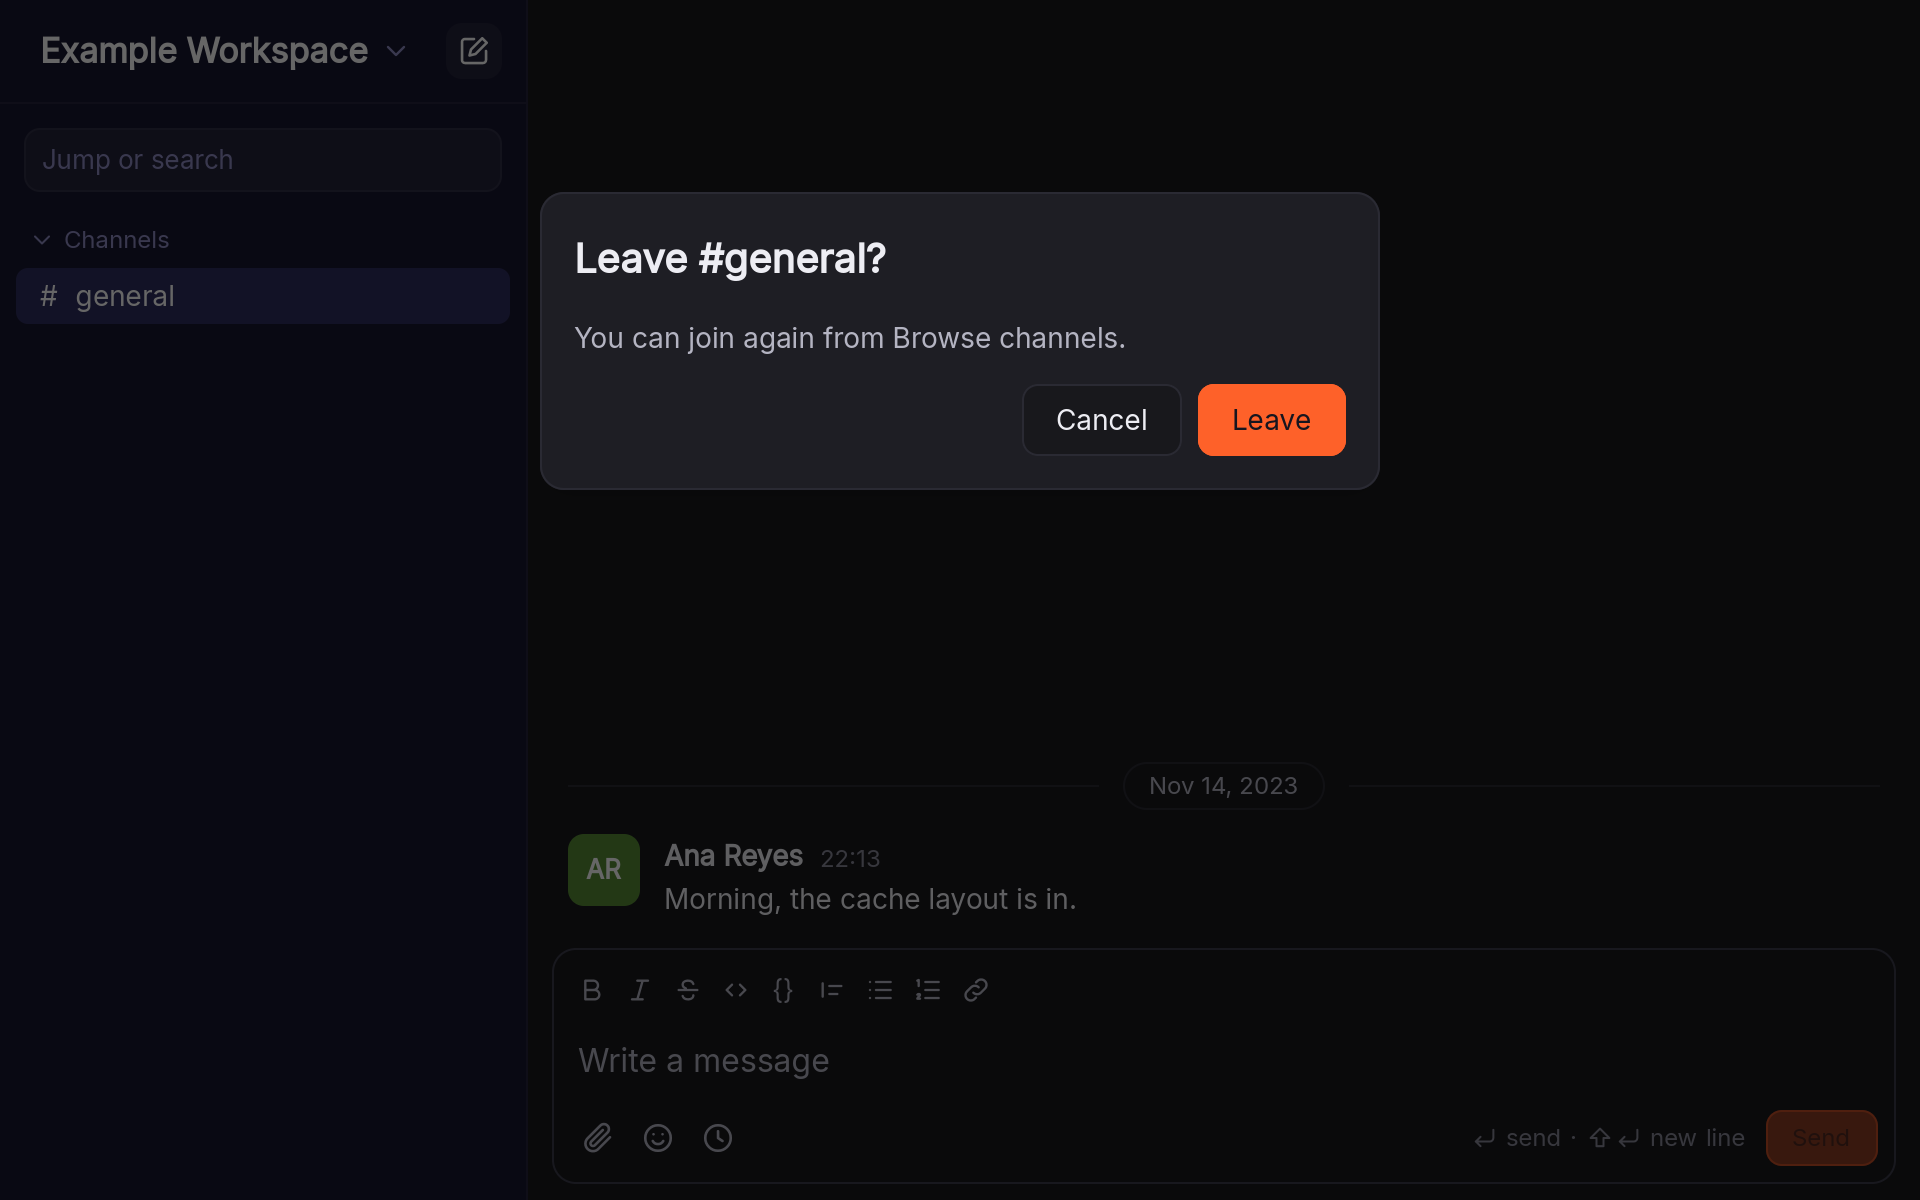 Example Workspace
Jump or search
Channels
# general
Leave #general?
You can join again from Browse channels.
Cancel
Leave
Nov 14, 2023
AR
Ana Reyes 22:13
Morning, the cache layout is in.
Write a message
send · new line
Send